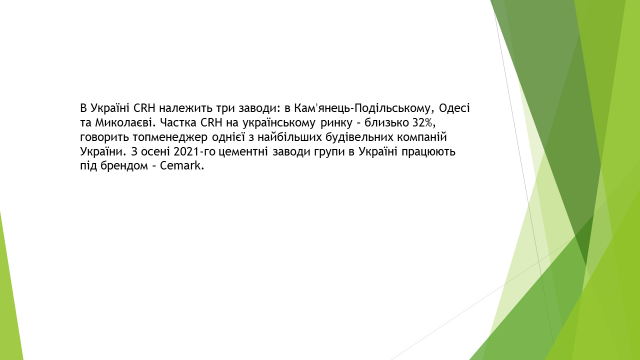 В Україні CRH належить три заводи: в Кам'янець-Подільському, Одесі
та Миколаєві. Частка CRH на українському ринку – близько 32%,
говорить топменеджер однієї з найбільших будівельних компаній
України. З осені 2021-го цементні заводи групи в Україні працюють
під брендом – Cemark.